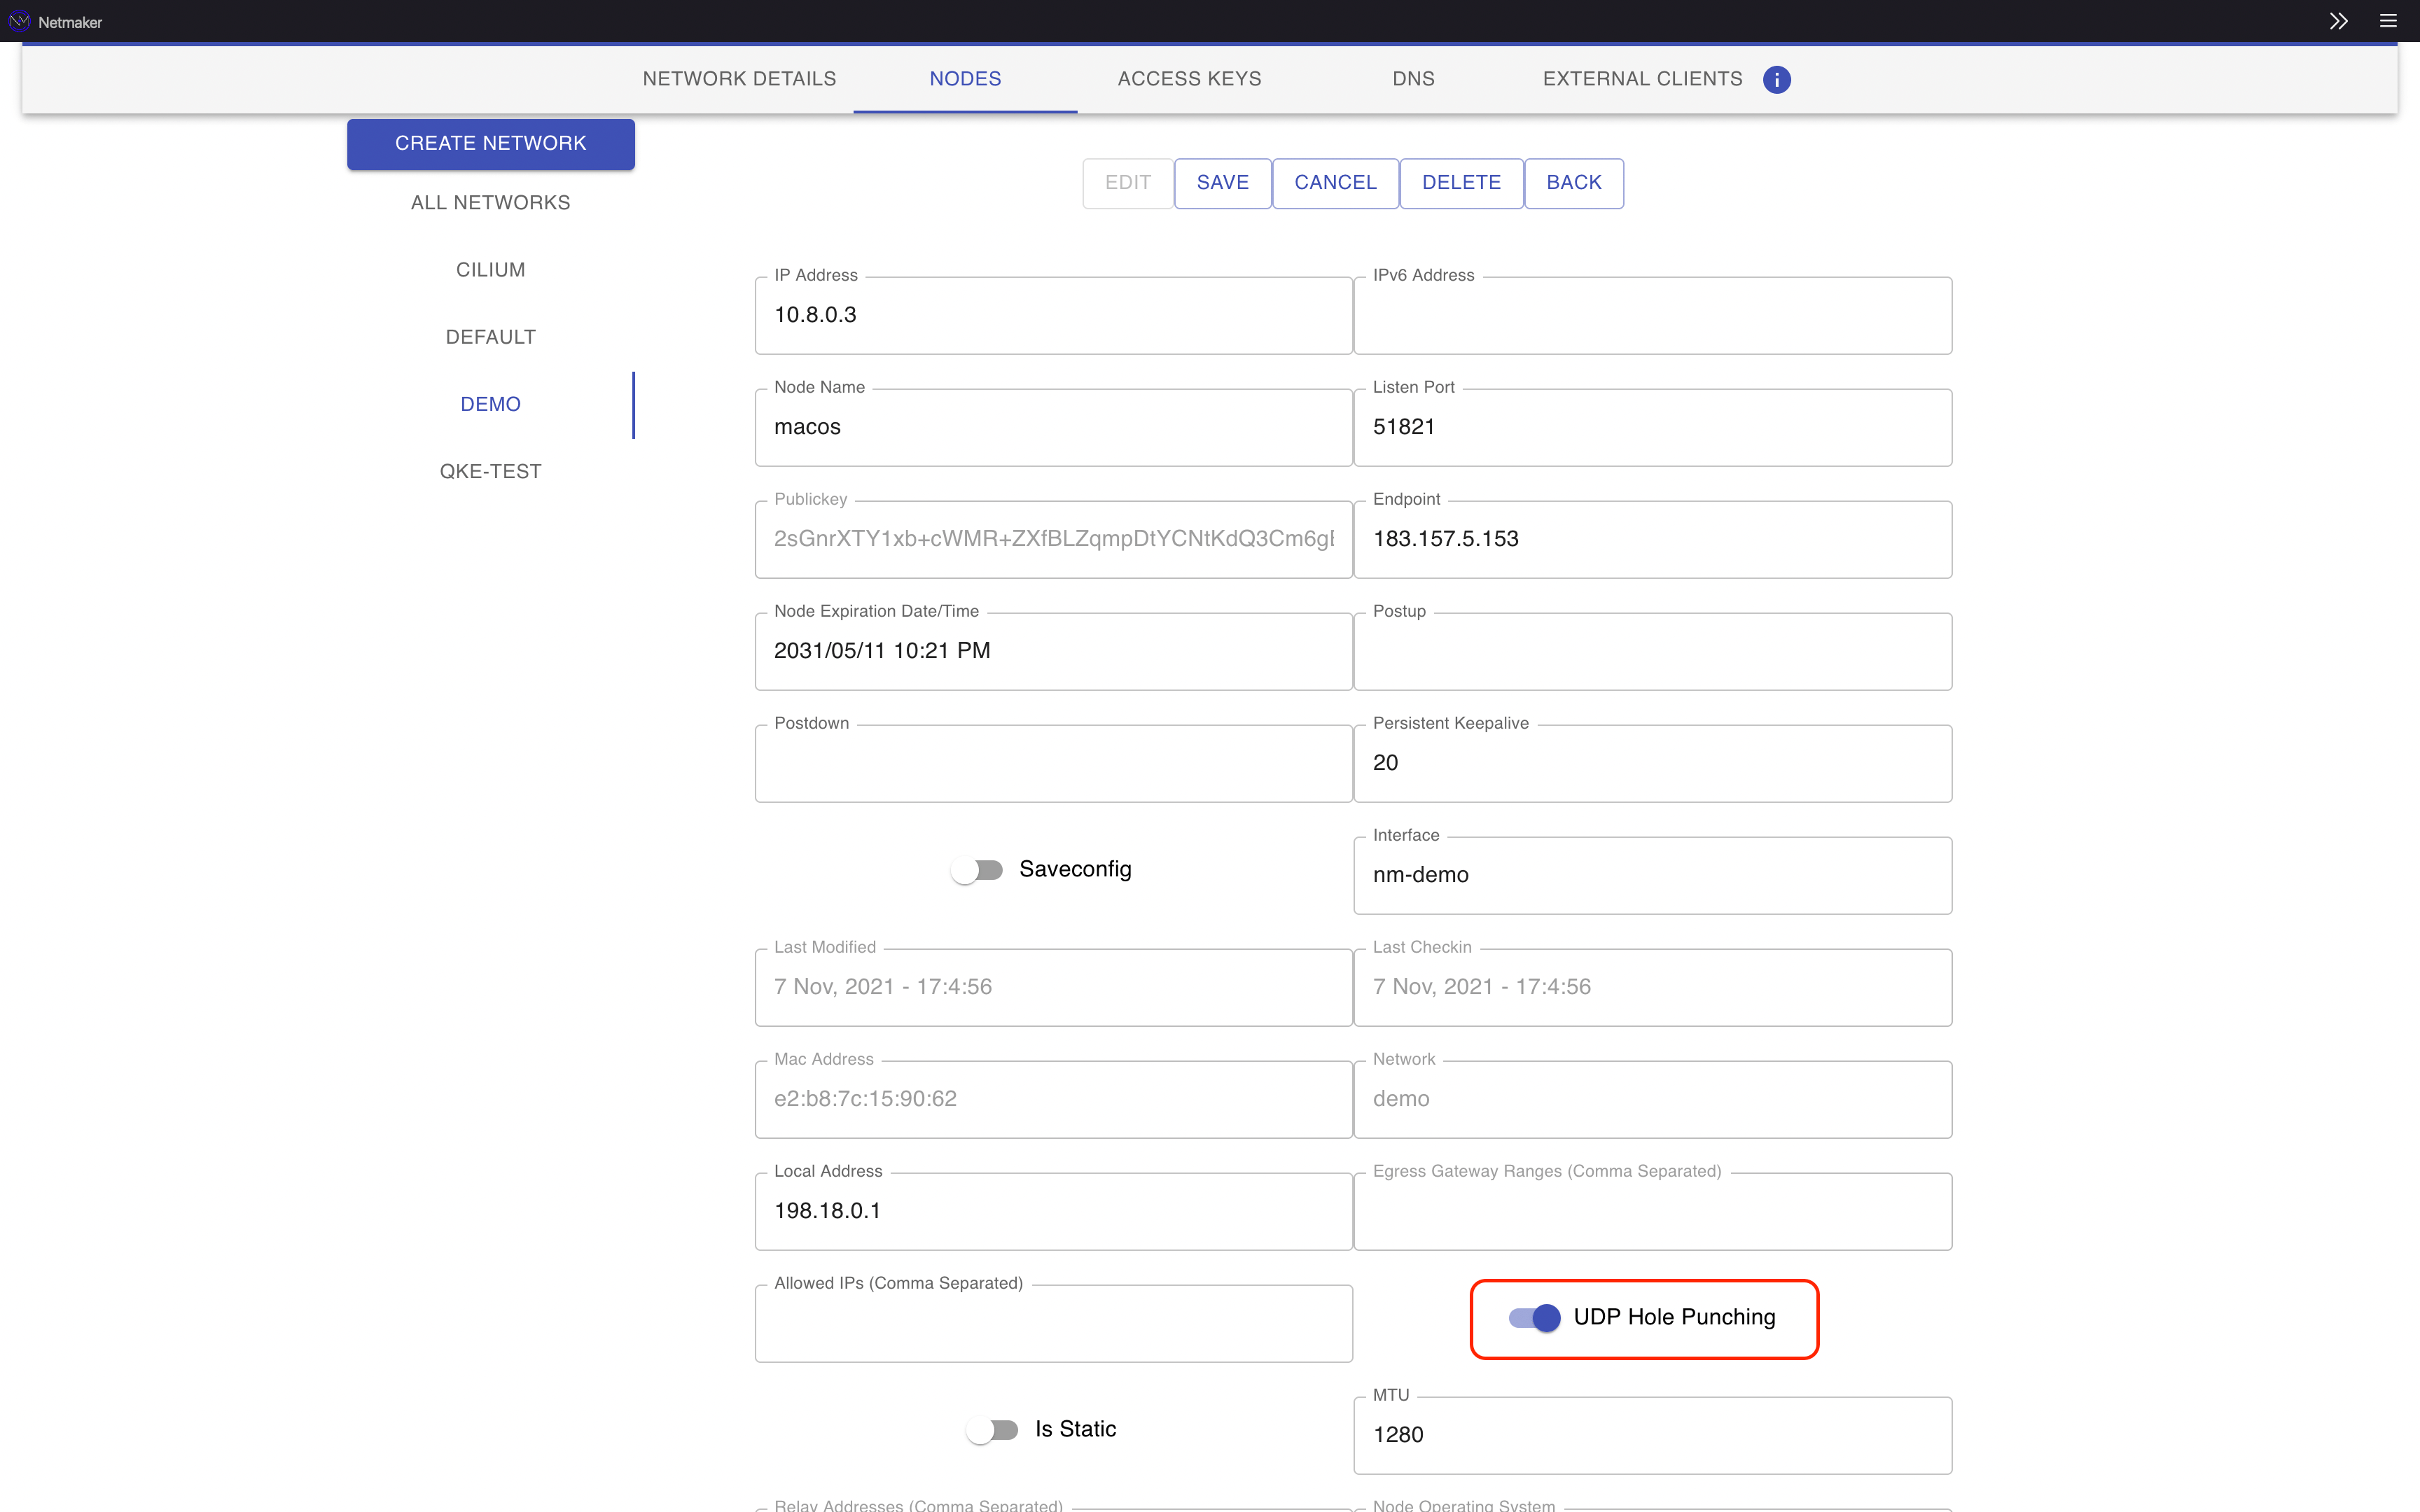 Netmaker
NETWORK DETAILS NODES ACCESS KEYS DNS EXTERNAL CLIENTS
CREATE NETWORK
ALL NETWORKS
CILIUM
DEFAULT
DEMO
QKE-TEST
EDIT SAVE CANCEL DELETE BACK
IP Address
10.8.0.3
IPv6 Address
Node Name
macos
Listen Port
51821
Publickey
2sGnrXTY1xb+cWMR+ZXfBLZqmpDtYCNtKdQ3Cm6g
Endpoint
183.157.5.153
Node Expiration Date/Time
2031/05/11 10:21 PM
Postup
Postdown
Persistent Keepalive
20
Saveconfig
Interface
nm-demo
Last Modified
7 Nov, 2021 - 17:4:56
Last Checkin
7 Nov, 2021 - 17:4:56
Mac Address
e2:b8:7c:15:90:62
Network
demo
Local Address
198.18.0.1
Egress Gateway Ranges (Comma Separated)
Allowed IPs (Comma Separated)
UDP Hole Punching
Is Static
MTU
1280
Relay Addresses (Comma Separated)
Node Operating System